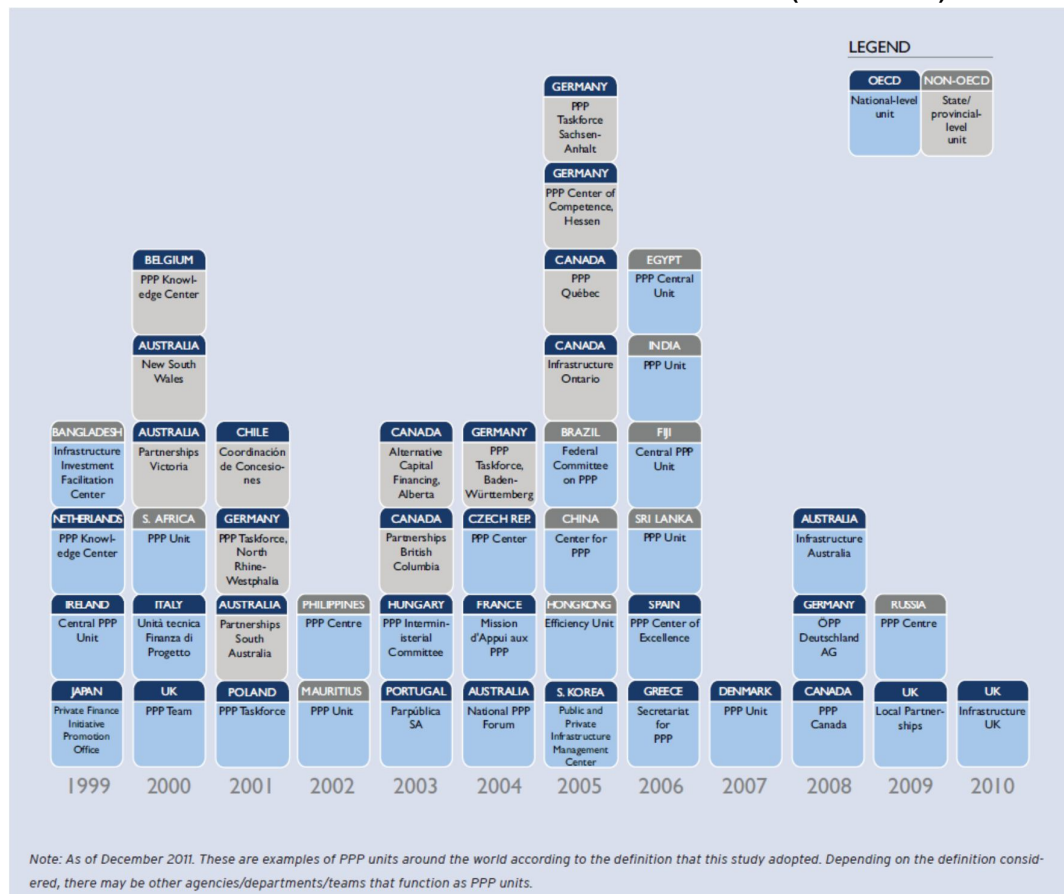 LEGEND
OECD
National-level
unit
NON-OECD
State/
provincial-
level
unit
BANGLADESH
Infrastructure
Investment
Facilitation
Center
NETHERLANDS
PPP Knowl-
edge Center
IRELAND
Central PPP
Unit
JAPAN
Private Finance
Initiative
Promotion
Office
1999
BELGIUM
PPP Knowl-
edge Center
AUSTRALIA
New South
Wales
AUSTRALIA
Partnerships
Victoria
S. AFRICA
PPP Unit
ITALY
Unità tecnica
Finanza di
Progetto
UK
PPP Team
2000
CHILE
Coordinación
de Concesio-
nes
GERMANY
PPP Taskforce,
North
Rhine-
Westphalia
AUSTRALIA
Partnerships
South
Australia
POLAND
PPP Taskforce
2001
PHILIPPINES
PPP Centre
MAURITIUS
PPP Unit
2002
CANADA
Alternative
Capital
Financing,
Alberta
CANADA
Partnerships
British
Columbia
HUNGARY
PPP Intermin-
isterial
Committee
PORTUGAL
Parpública
SA
2003
GERMANY
PPP
Taskforce,
Baden-
Württemberg
CZECH REP.
PPP Center
FRANCE
Mission
d'Appui aux
PPP
AUSTRALIA
National PPP
Forum
2004
GERMANY
PPP
Taskforce
Sachsen-
Anhalt
GERMANY
PPP Center of
Competence,
Hessen
CANADA
PPP
Québec
CANADA
Infrastructure
Ontario
BRAZIL
Federal
Committee
on PPP
CHINA
Center for
PPP
HONGKONG
Efficiency Unit
S. KOREA
Public and
Private
Infrastructure
Management
Center
2005
EGYPT
PPP Central
Unit
INDIA
PPP Unit
FIJI
Central PPP
Unit
SRI LANKA
PPP Unit
SPAIN
PPP Center of
Excellence
GREECE
Secretariat
for
PPP
2006
DENMARK
PPP Unit
2007
AUSTRALIA
Infrastructure
Australia
GERMANY
ÖPP
Deutschland
AG
CANADA
PPP
Canada
2008
RUSSIA
PPP Centre
UK
Local Partner-
ships
2009
UK
Infrastructure
UK
2010
Note: As of December 2011. These are examples of PPP units around the world according to the definition that this study adopted. Depending on the definition consid-
ered, there may be other agencies/departments/teams that function as PPP units.